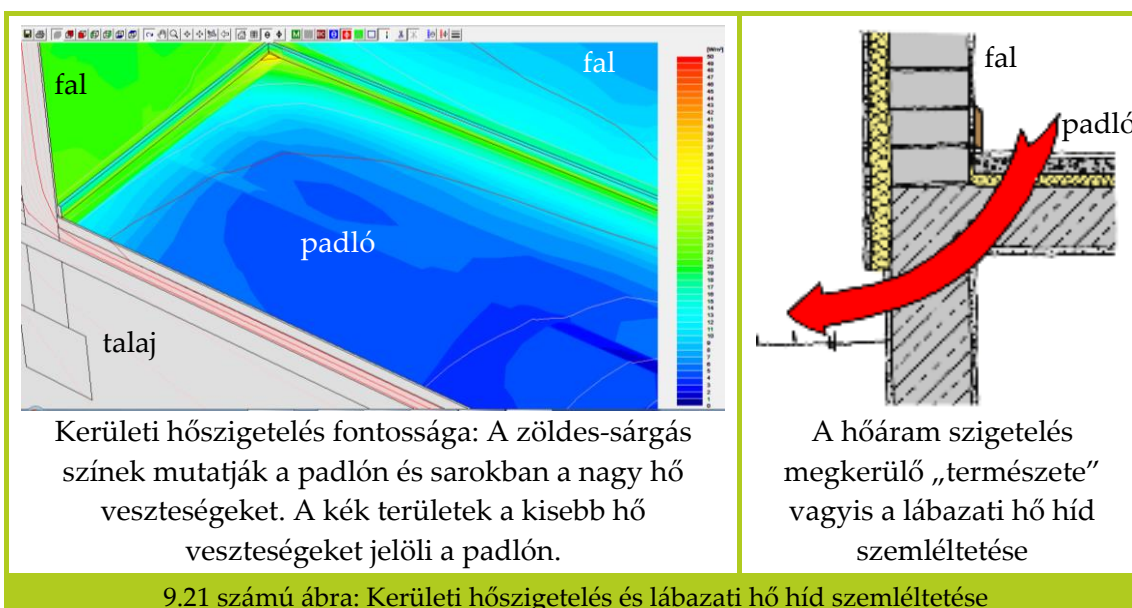 fal
fal
padló
talaj
[W/m²]
fal
padló
Kerületi hőszigetelés fontossága: A zöldes-sárgás
színek mutatják a padlón és sarokban a nagy hő
veszteségeket. A kék területek a kisebb hő
veszteségeket jelöli a padlón.
A hőáram szigetelés
megkerülő „természete”
vagyis a lábazati hő híd
szemléltetése
9.21 számú ábra: Kerületi hőszigetelés és lábazati hő híd szemléltetése